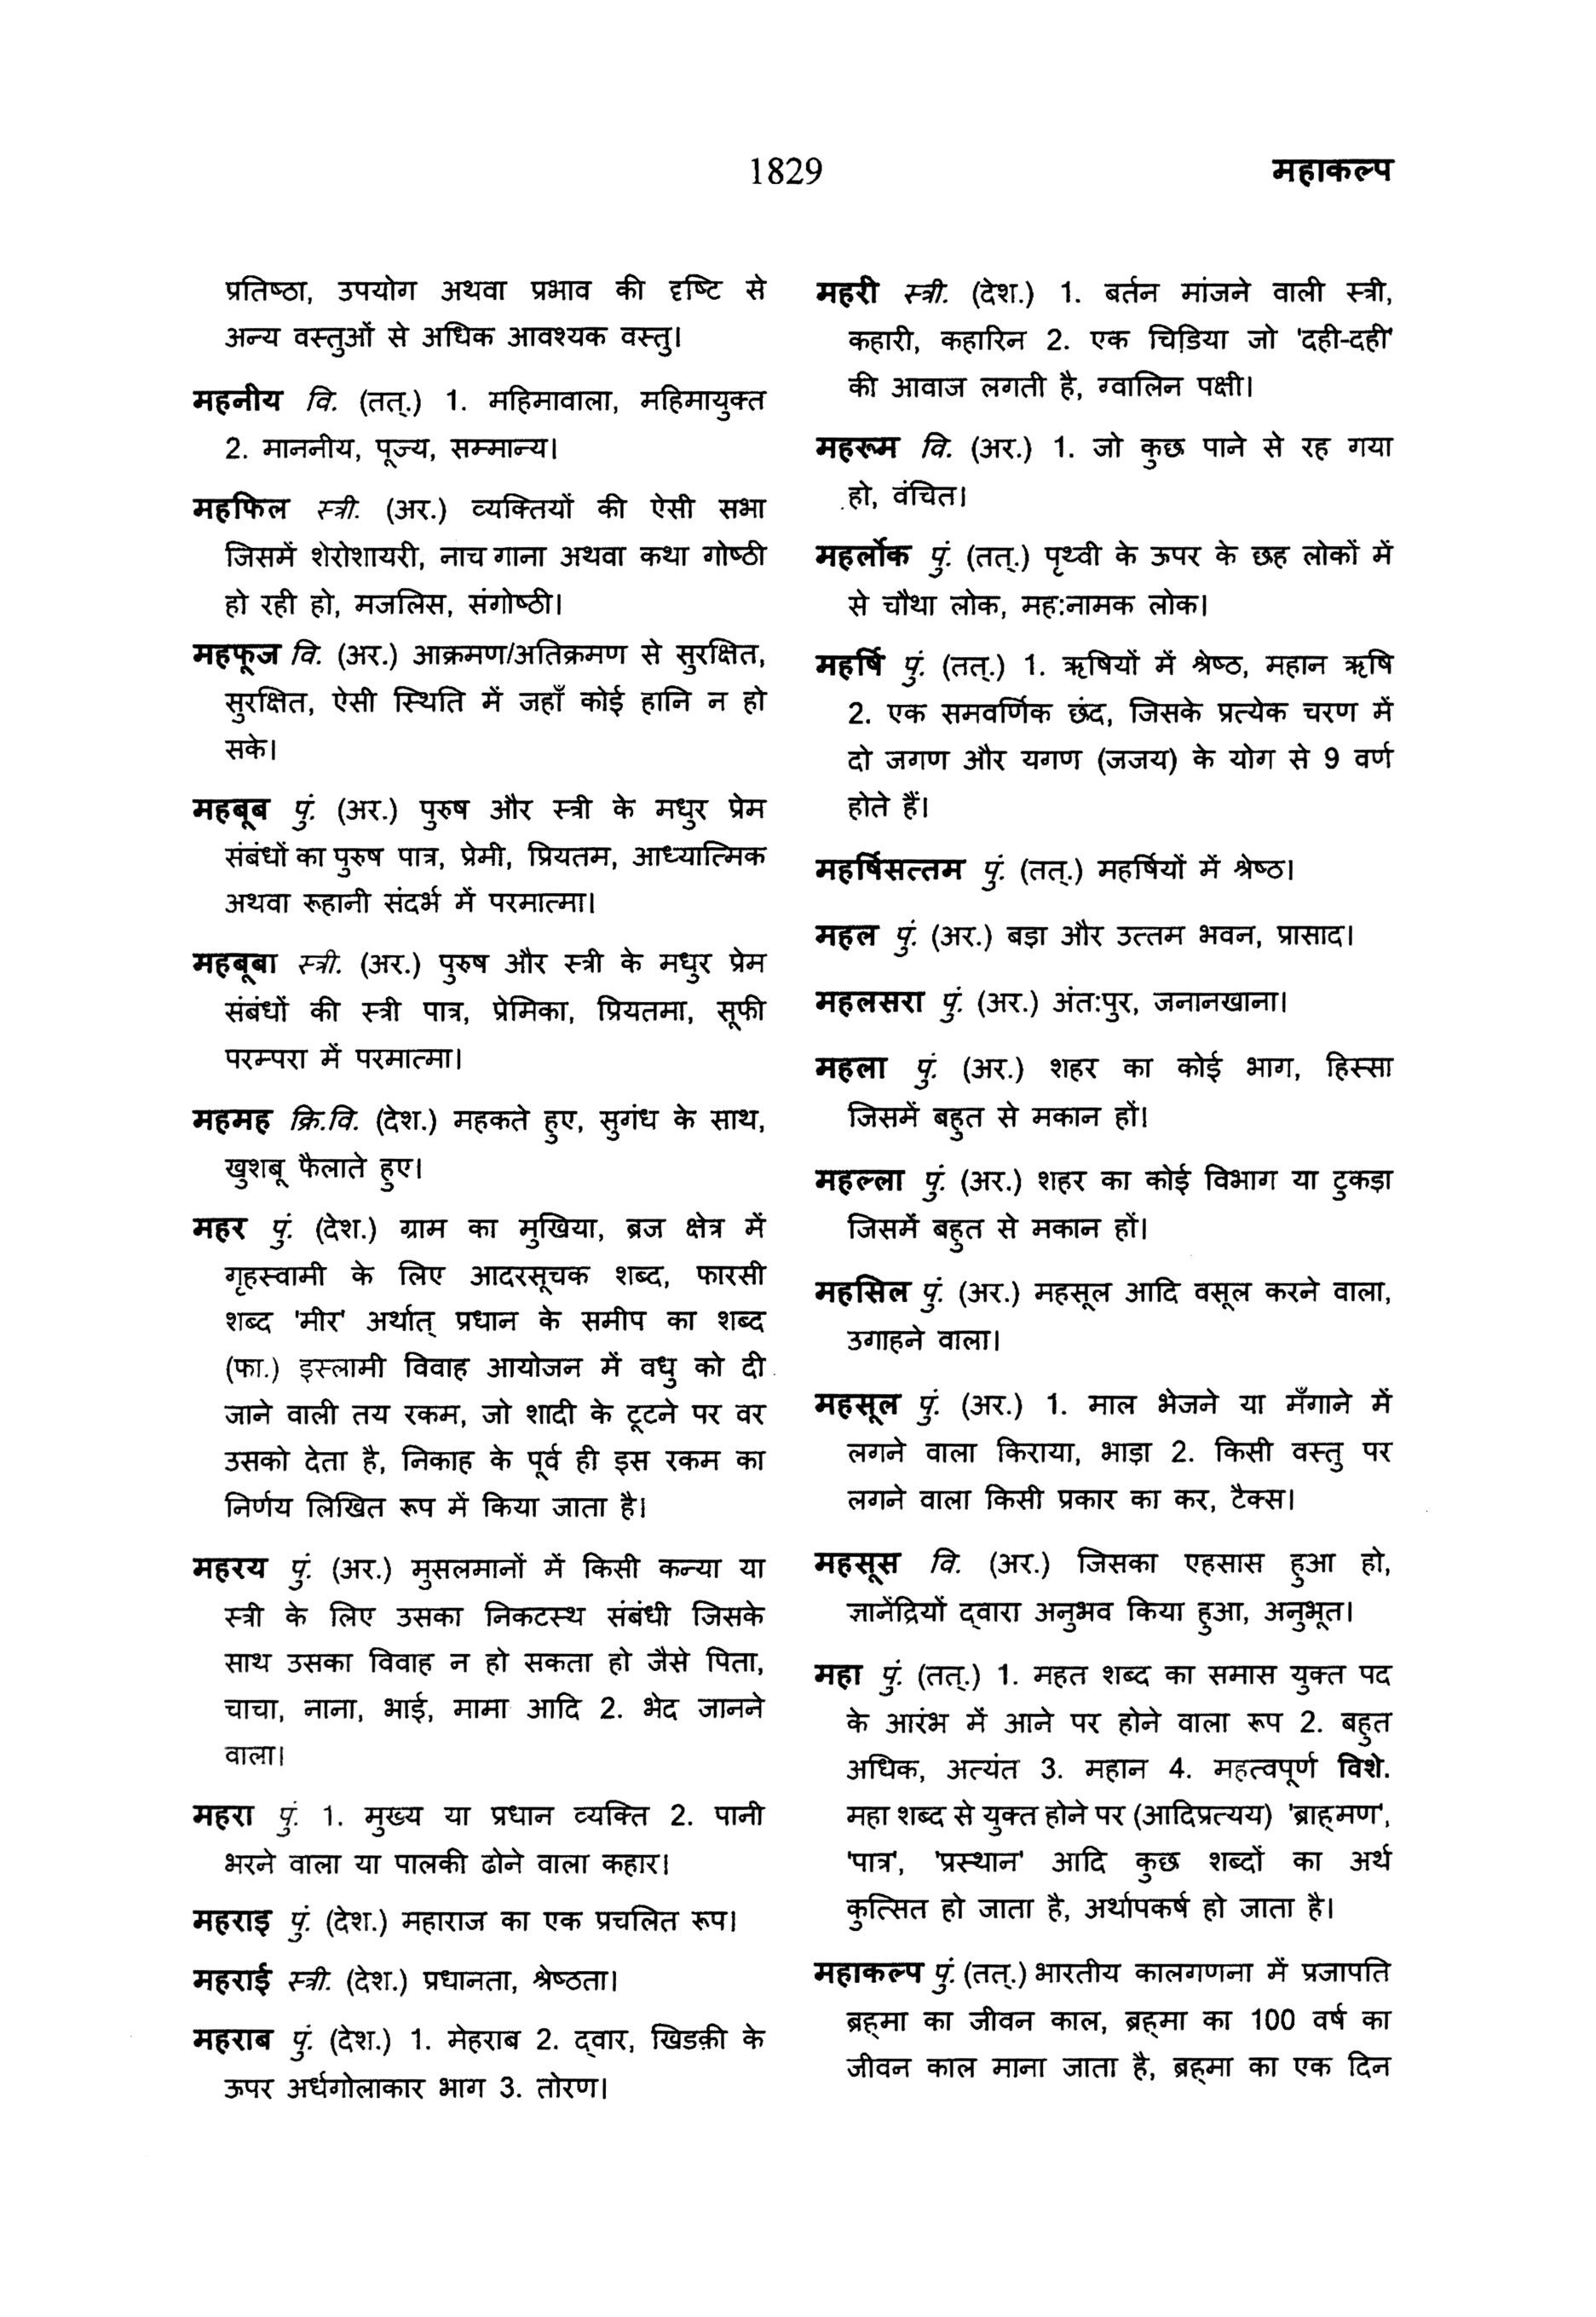 1829
महाकल्प
प्रतिष्ठा, उपयोग अथवा प्रभाव की दृष्टि से
अन्य वस्तुओं से अधिक आवश्यक वस्तु।
महनीय वि. (तत्.) 1. महिमावाला, महिमायुक्त
2. माननीय, पूज्य, सम्मान्य।
महफिल स्त्री. (अर.) व्यक्तियों की ऐसी सभा
जिसमें शेरोशायरी, नाच गाना अथवा कथा गोष्ठी
हो रही हो, मजलिस, संगोष्ठी।
महफूज वि. (अर.) आक्रमण/अतिक्रमण से सुरक्षित,
सुरक्षित, ऐसी स्थिति में जहाँ कोई हानि न हो
सके।
महबूब पुं. (अर.) पुरुष और स्त्री के मधुर प्रेम
संबंधों का पुरुष पात्र, प्रेमी, प्रियतम, आध्यात्मिक
अथवा रूहानी संदर्भ में परमात्मा।
महबूबा स्त्री. (अर.) पुरुष और स्त्री के मधुर प्रेम
संबंधों की स्त्री पात्र, प्रेमिका, प्रियतमा, सूफी
परम्परा में परमात्मा।
महमह क्रि.वि. (देश.) महकते हुए, सुगंध के साथ,
खुशबू फैलाते हुए।
महर पुं. (देश.) ग्राम का मुखिया, ब्रज क्षेत्र में
गृहस्वामी के लिए आदरसूचक शब्द, फारसी
शब्द 'मीर' अर्थात् प्रधान के समीप का शब्द
(फा.) इस्लामी विवाह आयोजन में वधु को दी
जाने वाली तय रकम, जो शादी के टूटने पर वर
उसको देता है, निकाह के पूर्व ही इस रकम का
निर्णय लिखित रूप में किया जाता है।
महरय पुं. (अर.) मुसलमानों में किसी कन्या या
स्त्री के लिए उसका निकटस्थ संबंधी जिसके
साथ उसका विवाह न हो सकता हो जैसे पिता,
चाचा, नाना, भाई, मामा आदि 2. भेद जानने
वाला।
महरा पुं. 1. मुख्य या प्रधान व्यक्ति 2. पानी
भरने वाला या पालकी ढोने वाला कहार।
महराइ पुं. (देश.) महाराज का एक प्रचलित रूप।
महराई स्त्री. (देश.) प्रधानता, श्रेष्ठता।
महराब पुं. (देश.) 1. मेहराब 2. द्वार, खिडक़ी के
ऊपर अर्धगोलाकार भाग 3. तोरण।
महरी स्त्री. (देश.) 1. बर्तन मांजने वाली स्त्री,
कहारी, कहारिन 2. एक चिडि़या जो 'दही-दही'
की आवाज लगती है, ग्वालिन पक्षी।
महरूम वि. (अर.) 1. जो कुछ पाने से रह गया
हो, वंचित।
महर्लोक पुं. (तत्.) पृथ्वी के ऊपर के छह लोकों में
से चौथा लोक, मह:नामक लोक।
महर्षि पुं. (तत्.) 1. ऋषियों में श्रेष्ठ, महान ऋषि
2. एक समवर्णिक छंद, जिसके प्रत्येक चरण में
दो जगण और यगण (जजय) के योग से 9 वर्ण
होते हैं।
महर्षिसत्तम पुं. (तत्.) महर्षियों में श्रेष्ठ।
महल पुं. (अर.) बड़ा और उत्तम भवन, प्रासाद।
महलसरा पुं. (अर.) अंत:पुर, जनानखाना।
महला पुं. (अर.) शहर का कोई भाग, हिस्सा
जिसमें बहुत से मकान हों।
महल्ला पुं. (अर.) शहर का कोई विभाग या टुकड़ा
जिसमें बहुत से मकान हों।
महसिल पुं. (अर.) महसूल आदि वसूल करने वाला,
उगाहने वाला।
महसूल पुं. (अर.) 1. माल भेजने या मँगाने में
लगने वाला किराया, भाड़ा 2. किसी वस्तु पर
लगने वाला किसी प्रकार का कर, टैक्स।
महसूस वि. (अर.) जिसका एहसास हुआ हो,
ज्ञानेंद्रियों द्वारा अनुभव किया हुआ, अनुभूत।
महा पुं. (तत्.) 1. महत शब्द का समास युक्त पद
के आरंभ में आने पर होने वाला रूप 2. बहुत
अधिक, अत्यंत 3. महान 4. महत्वपूर्ण विशे.
महा शब्द से युक्त होने पर (आदिप्रत्यय) 'ब्राह्मण',
'पात्र', 'प्रस्थान' आदि कुछ शब्दों का अर्थ
कुत्सित हो जाता है, अर्थापकर्ष हो जाता है।
महाकल्प पुं. (तत्.) भारतीय कालगणना में प्रजापति
ब्रह्मा का जीवन काल, ब्रह्मा का 100 वर्ष का
जीवन काल माना जाता है, ब्रह्मा का एक दिन